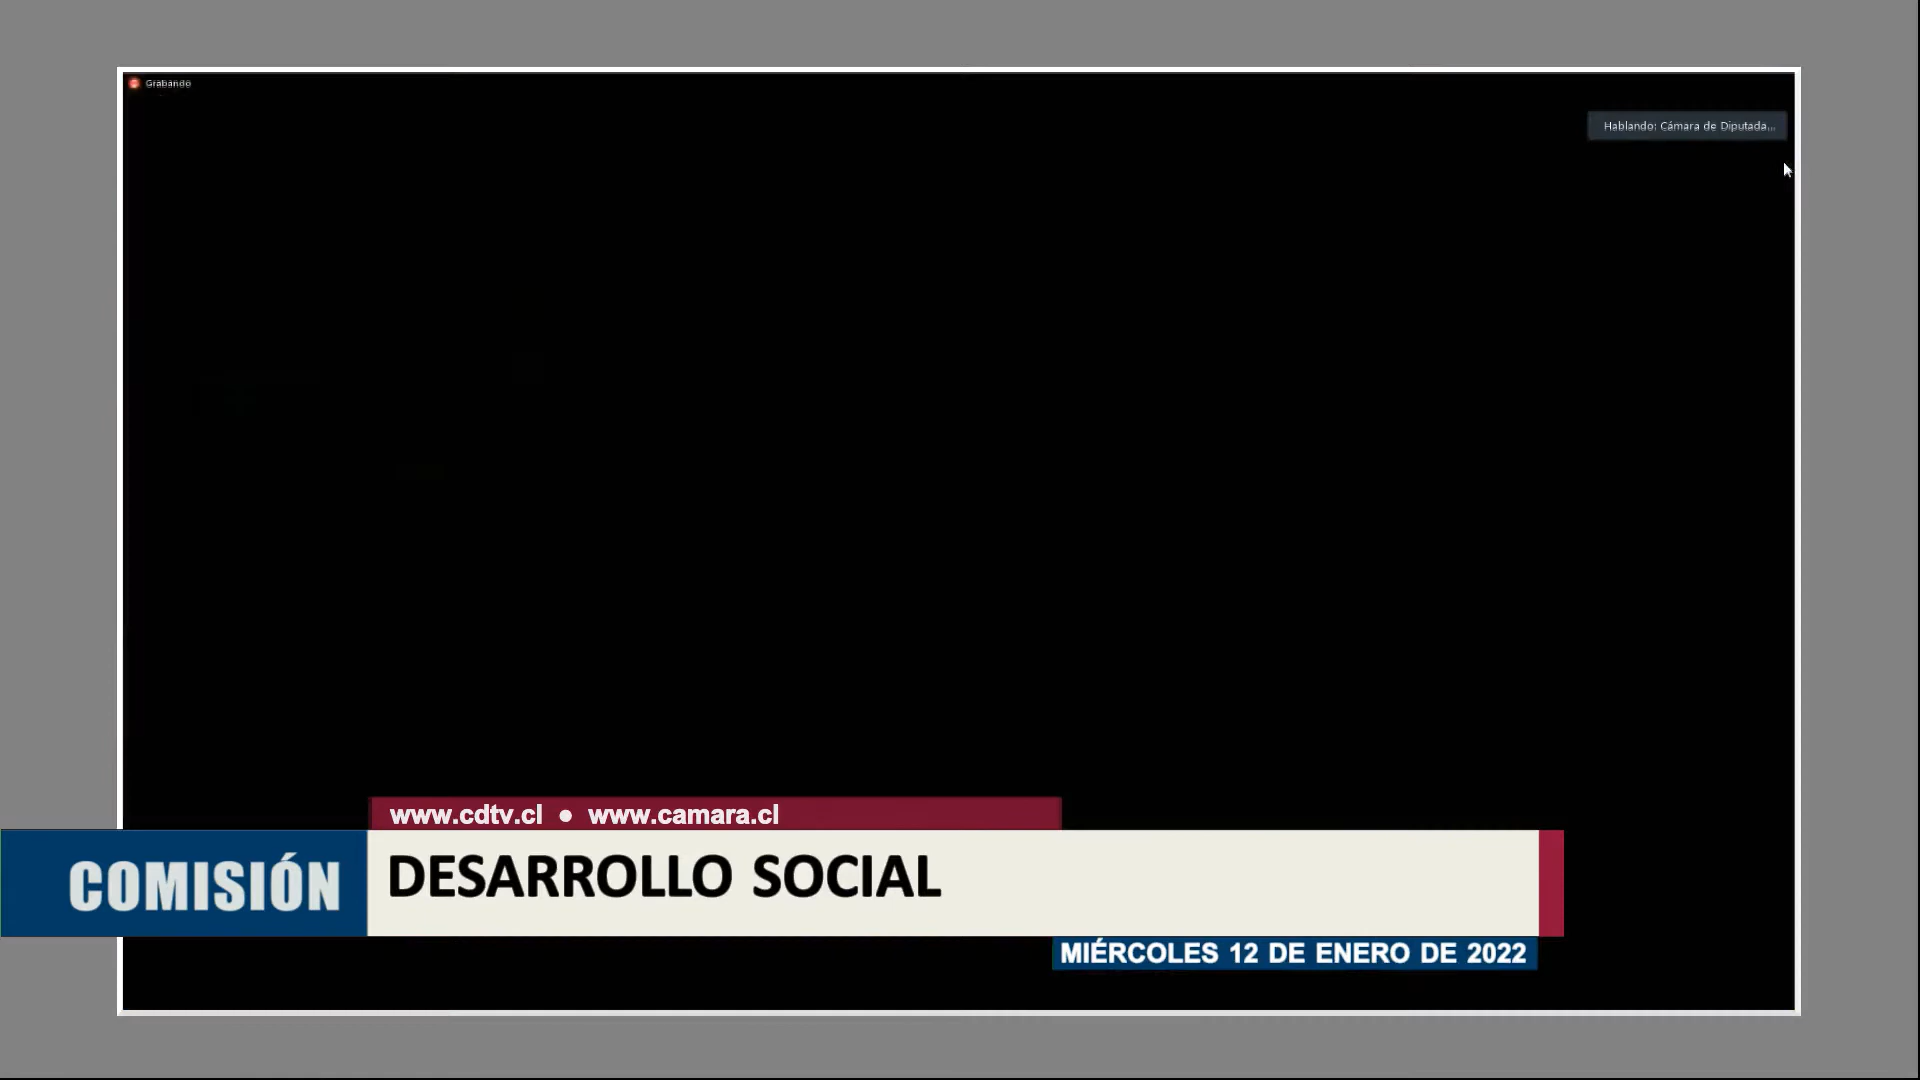 Grabando
Hablando: Cámara de Diputada...
www.cdtv.cl ● www.camara.cl
COMISIÓN
DESARROLLO SOCIAL
MIÉRCOLES 12 DE ENERO DE 2022